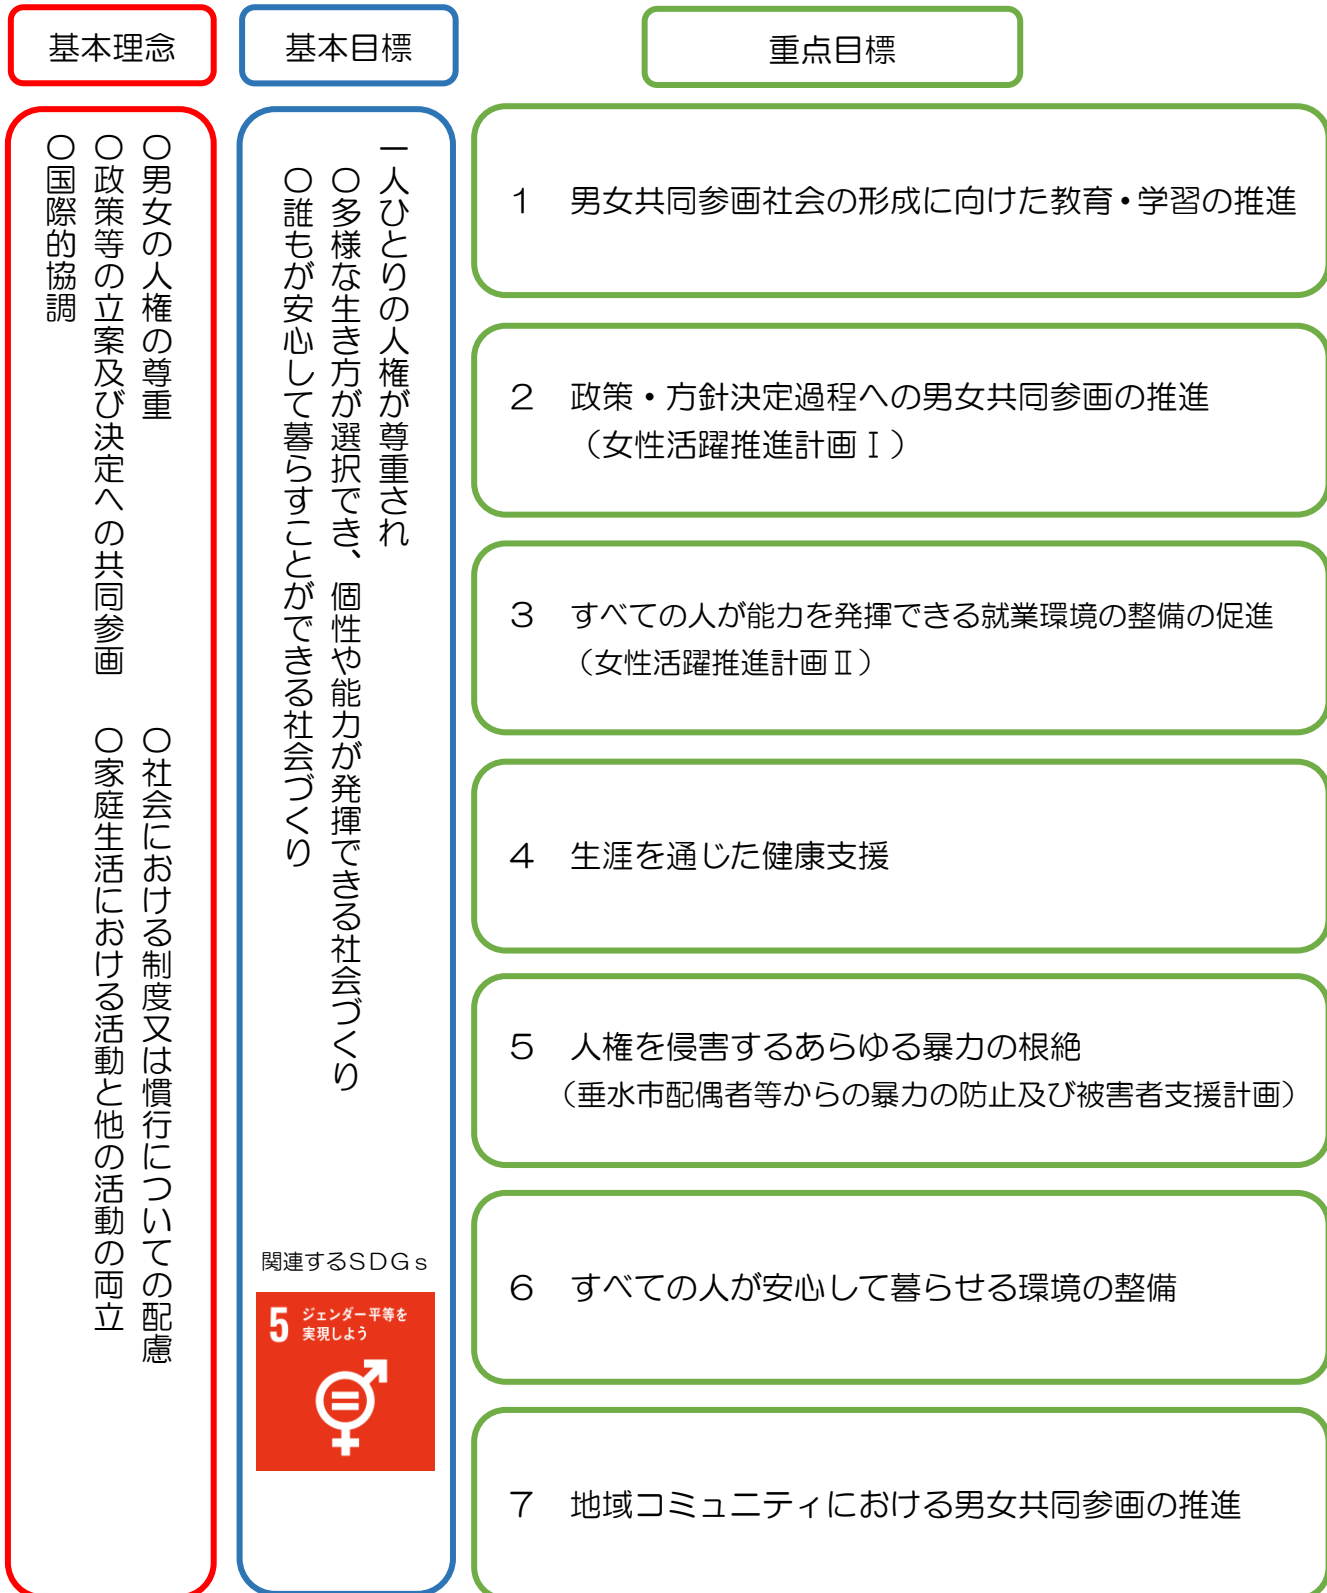 基本理念
基本目標
重点目標
〇男女の人権の尊重
〇社会における制度又は慣行についての配慮
〇政策等の立案及び決定への共同参画
〇家庭生活における活動と他の活動の両立
〇国際的協調
一人ひとりの人権が尊重され
〇多様な生き方が選択でき、個性や能力が発揮できる社会づくり
〇誰もが安心して暮らすことができる社会づくり
関連するSDGs
5 ジェンダー平等を
実現しよう
1 男女共同参画社会の形成に向けた教育・学習の推進
2 政策・方針決定過程への男女共同参画の推進
（女性活躍推進計画Ⅰ）
3 すべての人が能力を発揮できる就業環境の整備の促進
（女性活躍推進計画Ⅱ）
4 生涯を通じた健康支援
5 人権を侵害するあらゆる暴力の根絶
（垂水市配偶者等からの暴力の防止及び被害者支援計画）
6 すべての人が安心して暮らせる環境の整備
7 地域コミュニティにおける男女共同参画の推進